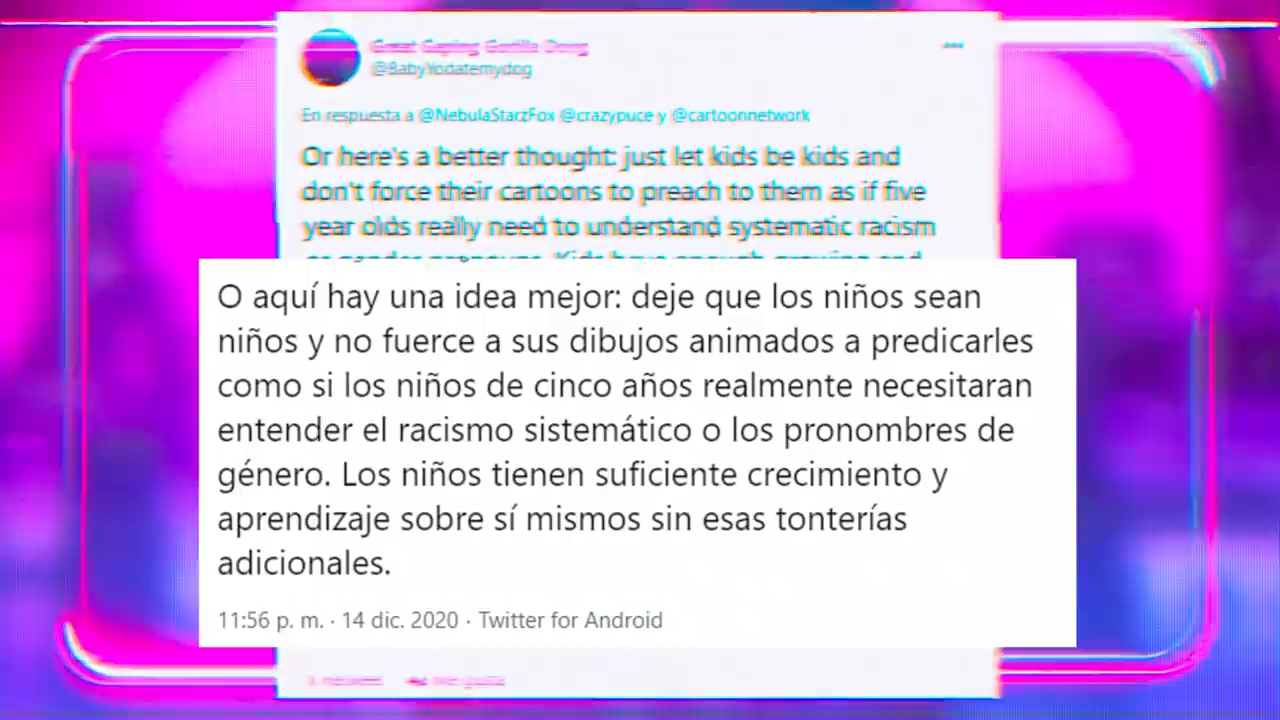 @BabyYodatemydog
En respuesta a @NebulaStarzFox @crazypuce y @cartoonnetwork
Or here's a better thought: just let kids be kids and
don't force their cartoons to preach to them as if five
year olds really need to understand systematic racism
O aquí hay una idea mejor: deje que los niños sean
niños y no fuerce a sus dibujos animados a predicarles
como si los niños de cinco años realmente necesitaran
entender el racismo sistemático o los pronombres de
género. Los niños tienen suficiente crecimiento y
aprendizaje sobre sí mismos sin esas tonterías
adicionales.
11:56 p. m. · 14 dic. 2020 · Twitter for Android